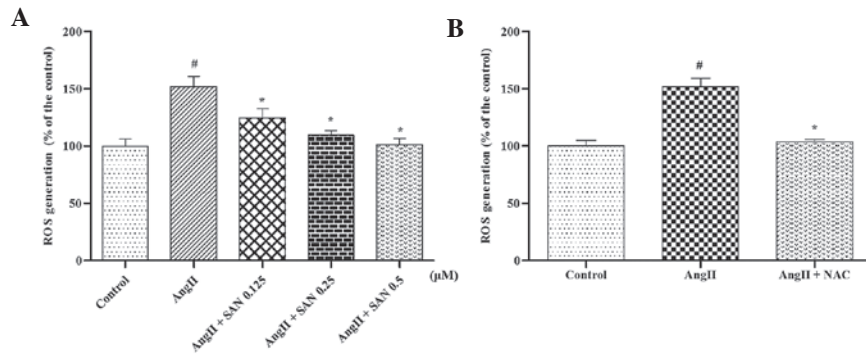 A
ROS generation (% of the control)
200
150
100
50
0
#
*
*
*
Control
AngII
AngII + SAN 0.125
AngII + SAN 0.25
AngII + SAN 0.5
(μM)
B
ROS generation (% of the control)
200
150
100
50
0
#
*
Control
AngII
AngII + NAC